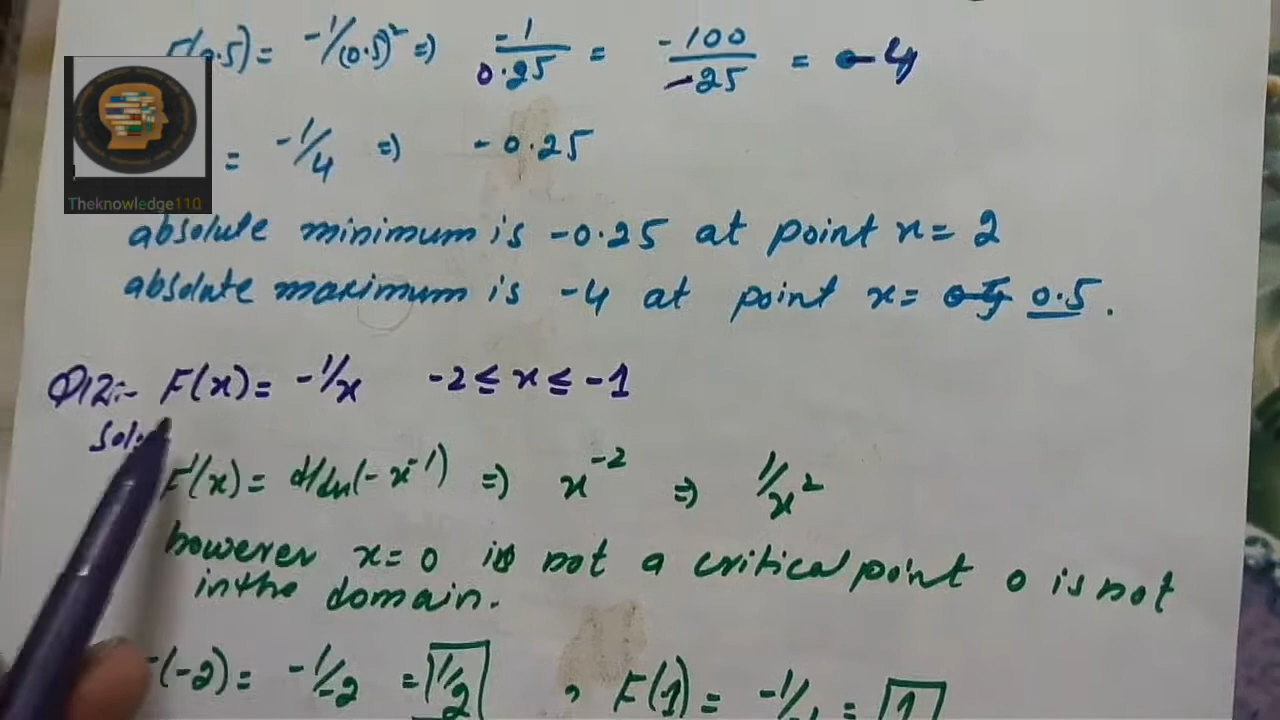 F(0.5) = -1/(0.5)² => -1/0.25 = -100/25 = -4
= -1/4 => -0.25
Theknowledge110
absolute minimum is -0.25 at point x = 2
absolute maximum is -4 at point x = 0.5.
Q12:- F(x) = -1/x -2 ≤ x ≤ -1
Soln
F'(x) = d/dx(-x⁻¹) => x⁻² => 1/x²
however x = 0 is not a critical point 0 is not
in the domain.
(-2) = -1/-2 = 1/2 , F(1) = -1/ = 1